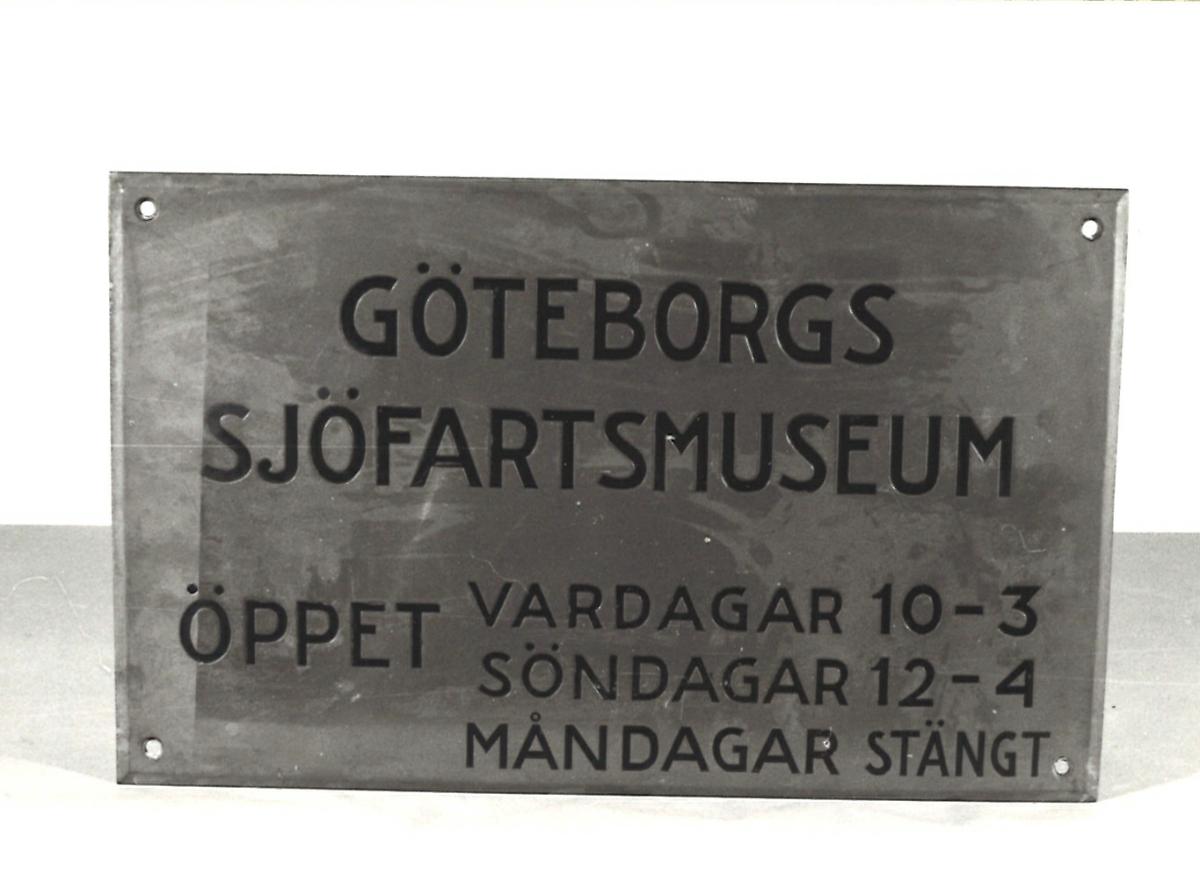 GÖTEBORGS
SJÖFARTSMUSEUM
ÖPPET VARDAGAR 10-3
SÖNDAGAR 12-4
MÅNDAGAR STÄNGT